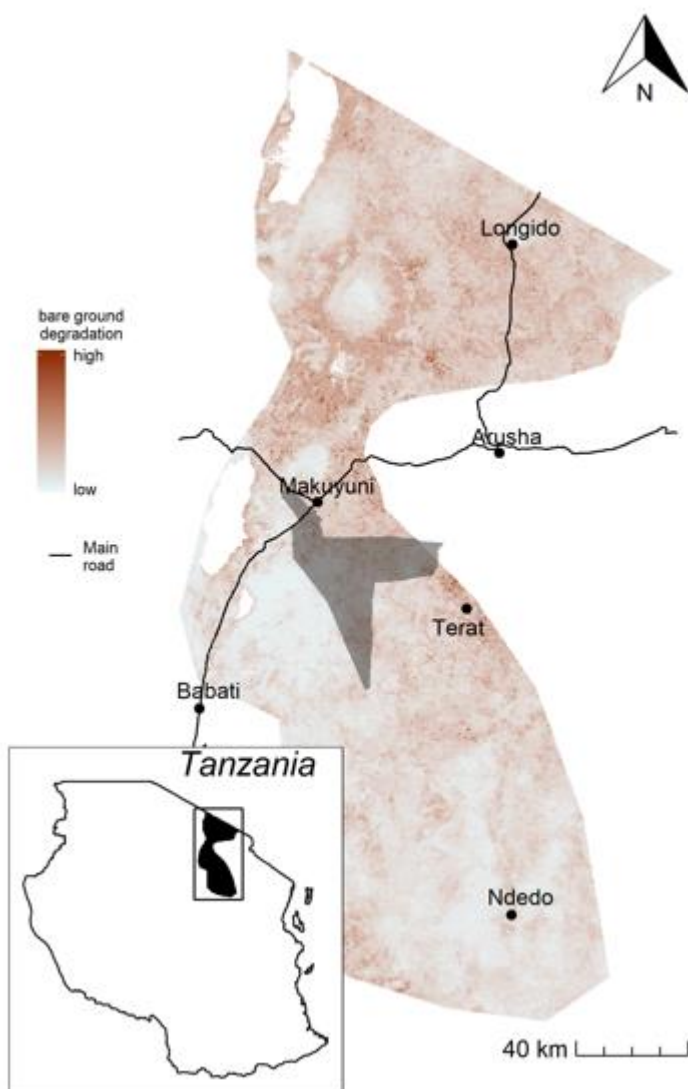 N
Longido
bare ground
degradation
high
low
Arusha
Makuyuni
Main
road
Terat
Babati
Tanzania
Ndedo
40 km